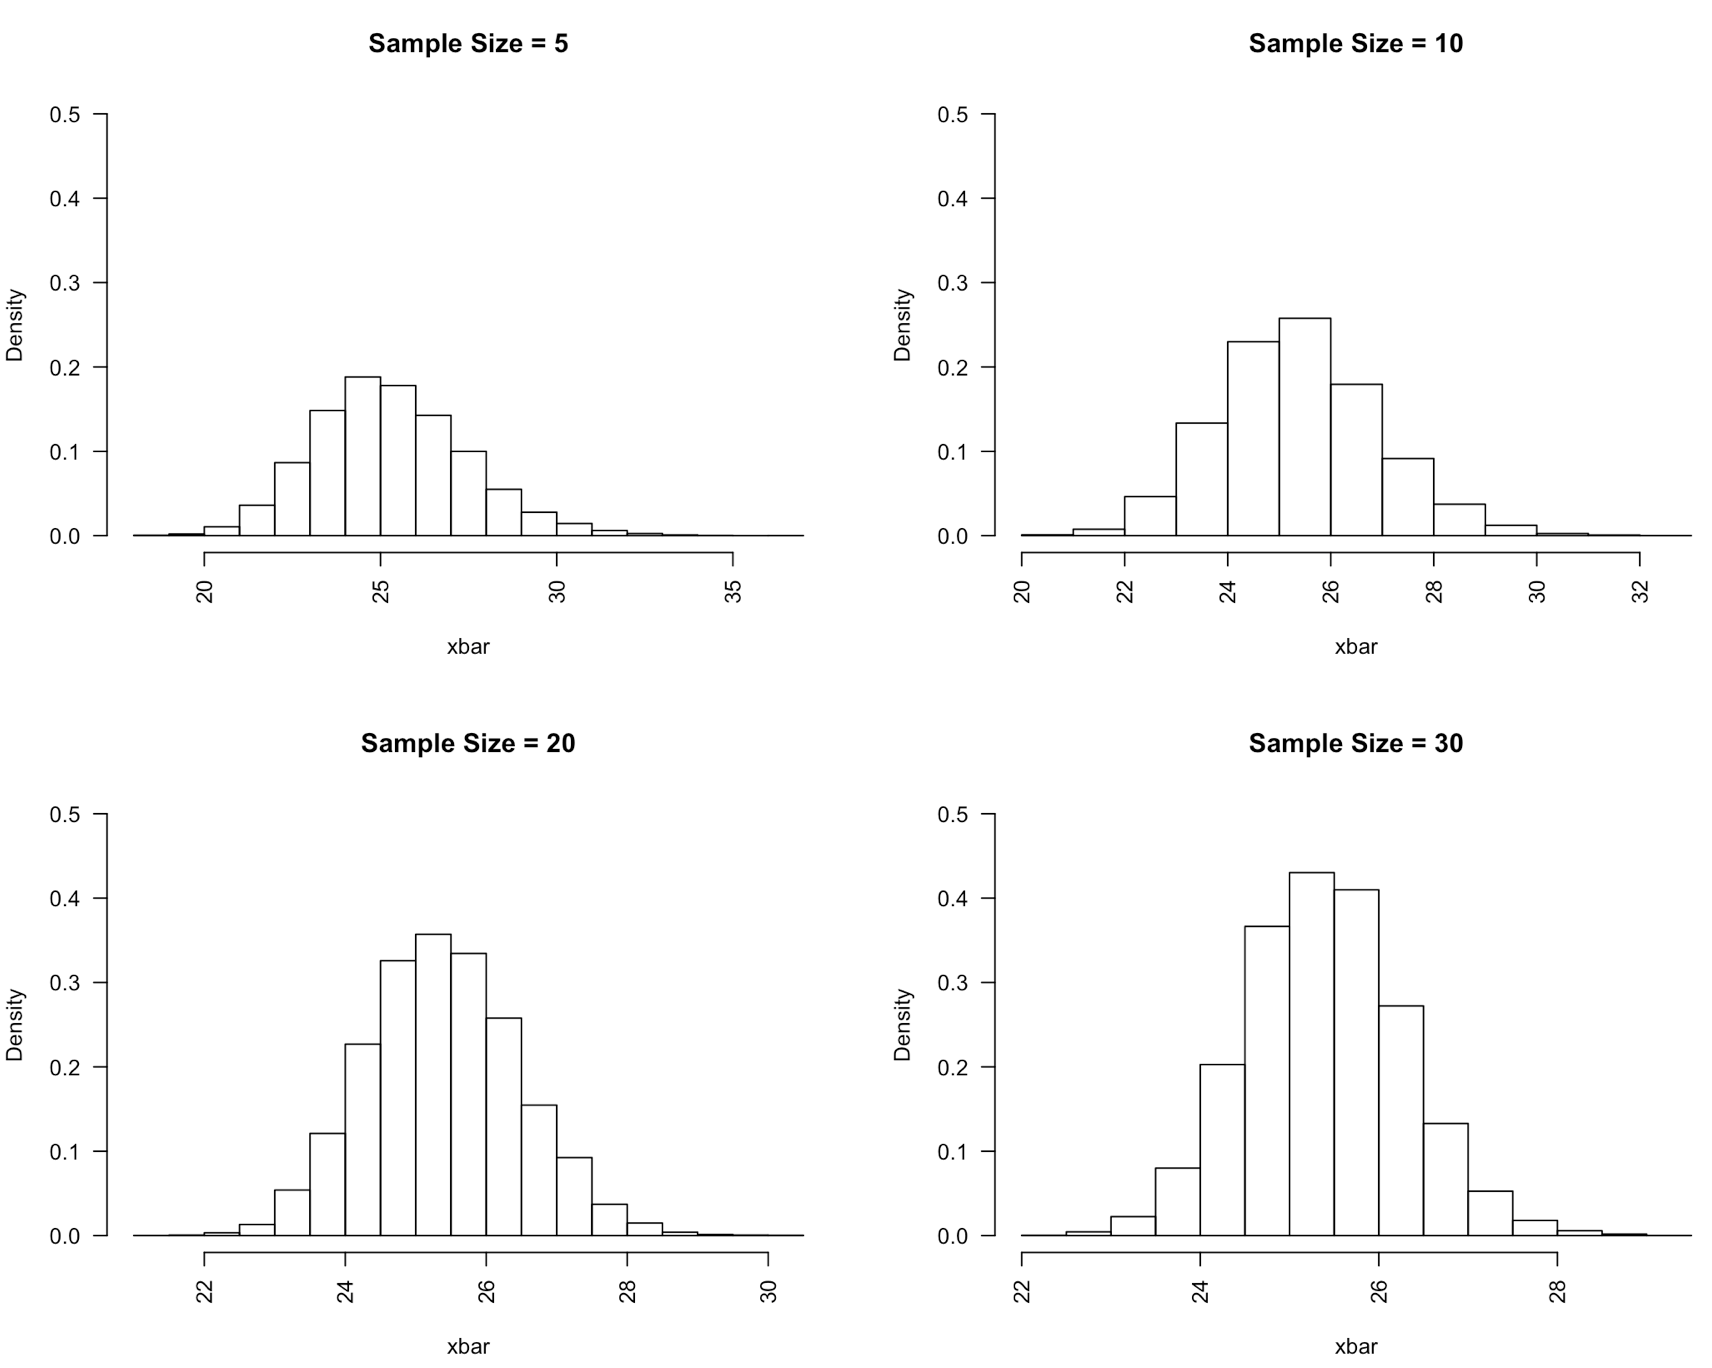 Sample Size = 5
0.5
0.4
0.3
0.2
0.1
0.0
Density
20 25 30 35
xbar
Sample Size = 10
0.5
0.4
0.3
0.2
0.1
0.0
Density
20 22 24 26 28 30 32
xbar
Sample Size = 20
0.5
0.4
0.3
0.2
0.1
0.0
Density
22 24 26 28 30
xbar
Sample Size = 30
0.5
0.4
0.3
0.2
0.1
0.0
Density
22 24 26 28
xbar